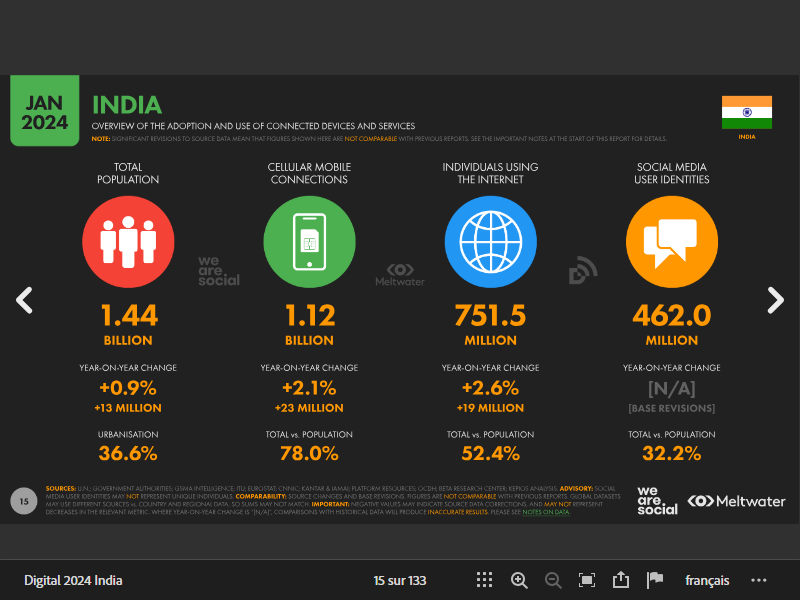 JAN
2024
INDIA
OVERVIEW OF THE ADOPTION AND USE OF CONNECTED DEVICES AND SERVICES
NOTE: SIGNIFICANT REVISIONS TO SOURCE DATA MEAN THAT FIGURES SHOWN HERE ARE NOT COMPARABLE WITH PREVIOUS REPORTS. SEE THE IMPORTANT NOTES AT THE START OF THIS REPORT FOR DETAILS.
INDIA
TOTAL
POPULATION
CELLULAR MOBILE
CONNECTIONS
INDIVIDUALS USING
THE INTERNET
SOCIAL MEDIA
USER IDENTITIES
we
are
social
Meltwater
1.44
BILLION
1.12
BILLION
751.5
MILLION
462.0
MILLION
YEAR-ON-YEAR CHANGE
+0.9%
+13 MILLION
YEAR-ON-YEAR CHANGE
+2.1%
+23 MILLION
YEAR-ON-YEAR CHANGE
+2.6%
+19 MILLION
YEAR-ON-YEAR CHANGE
[N/A]
[BASE REVISIONS]
URBANISATION
36.6%
TOTAL vs. POPULATION
78.0%
TOTAL vs. POPULATION
52.4%
TOTAL vs. POPULATION
32.2%
15
SOURCES: U.N.; GOVERNMENT AUTHORITIES; GSMA INTELLIGENCE; ITU; EUROSTAT; CNNIC; KANTAR & IAMAI; PLATFORM RESOURCES; OCDH; BETA RESEARCH CENTER; KEPIOS ANALYSIS. ADVISORY: SOCIAL
MEDIA USER IDENTITIES MAY NOT REPRESENT UNIQUE INDIVIDUALS. COMPARABILITY: SOURCE CHANGES AND BASE REVISIONS. FIGURES ARE NOT COMPARABLE WITH PREVIOUS REPORTS. GLOBAL DATASETS
MAY USE DIFFERENT SOURCES vs. COUNTRY AND REGIONAL DATA, SO SUMS MAY NOT MATCH. IMPORTANT: NEGATIVE VALUES MAY INDICATE SOURCE DATA CORRECTIONS, AND MAY NOT REPRESENT
DECREASES IN THE RELEVANT METRIC. WHERE YEAR-ON-YEAR CHANGE IS "[N/A]", COMPARISONS WITH HISTORICAL DATA WILL PRODUCE INACCURATE RESULTS. PLEASE SEE NOTES ON DATA.
we
are
social
Meltwater
Digital 2024 India
15 sur 133
français